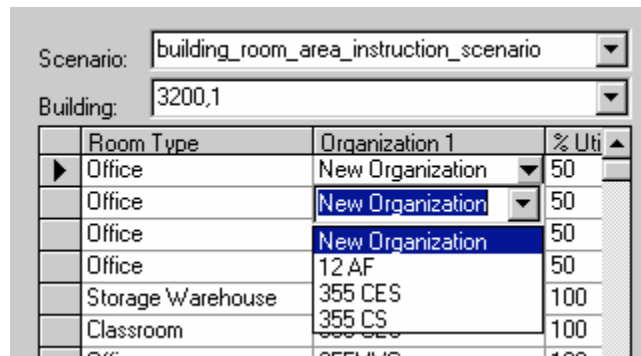 Scenario: building_room_area_instruction_scenario
Building: 3200,1
Room Type Organization 1 % Uti
Office New Organization 50
Office New Organization 50
Office New Organization 50
Office 12 AF 50
Storage Warehouse 355 CES 100
Classroom 355 CS 100